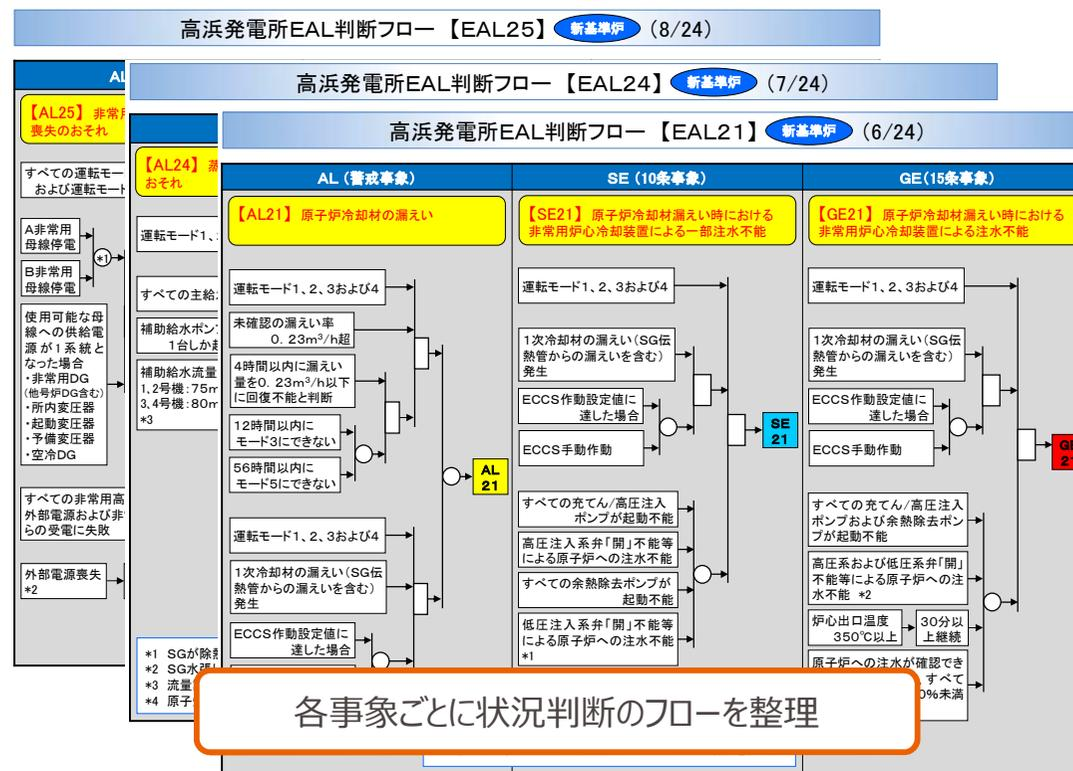 高浜発電所EAL判断フロー【EAL25】 新基準炉 (8/24)
AL
【AL25】非常用
喪失のおそれ
すべての運転モー
および運転モード
A非常用
母線停電
*1
B非常用
母線停電
使用可能な母
線への供給電
源が1系統と
なった場合
・非常用DG
(他号炉DG含む)
・所内変圧器
・起動変圧器
・予備変圧器
・空冷DG
すべての非常用高
外部電源および非
らの受電に失敗
外部電源喪失
*2
高浜発電所EAL判断フロー【EAL24】 新基準炉 (7/24)
【AL24】蒸
おそれ
運転モード1、
すべての主給
補助給水ポン
1台しか起
補助給水流量
1,2号機:75m
3,4号機:80m
*3
*1 SGが除熱
*2 SG水張
*3 流量
*4 原子
高浜発電所EAL判断フロー【EAL21】 新基準炉 (6/24)
AL (警戒事象)
【AL21】原子炉冷却材の漏えい
運転モード1、2、3および4
未確認の漏えい率
0. 23m³/h超
4時間以内に漏えい
量を0. 23m³/h以下
に回復不能と判断
12時間以内に
モード3にできない
56時間以内に
モード5にできない
AL
21
運転モード1、2、3および4
1次冷却材の漏えい(SG伝
熱管からの漏えいを含む)
発生
ECCS作動設定値に
達した場合
SE (10条事象)
【SE21】原子炉冷却材漏えい時における
非常用炉心冷却装置による一部注水不能
運転モード1、2、3および4
1次冷却材の漏えい(SG伝
熱管からの漏えいを含む)
発生
ECCS作動設定値に
達した場合
ECCS手動作動
SE
21
すべての充てん/高圧注入
ポンプが起動不能
高圧注入系弁「開」不能等
による原子炉への注水不能
すべての余熱除去ポンプが
起動不能
低圧注入系弁「開」不能等
による原子炉への注水不能
*1
GE(15条事象)
【GE21】原子炉冷却材漏えい時における
非常用炉心冷却装置による注水不能
運転モード1、2、3および4
1次冷却材の漏えい(SG伝
熱管からの漏えいを含む)
発生
ECCS作動設定値に
達した場合
ECCS手動作動
GE
21
すべての充てん/高圧注入
ポンプおよび余熱除去ポン
プが起動不能
高圧系および低圧系弁「開」
不能等による原子炉への注
水不能 *2
炉心出口温度
350℃以上
30分以
上継続
原子炉への注水が確認でき
すべて
0%未満
各事象ごとに状況判断のフローを整理